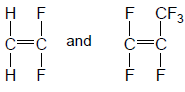 H F F CF3
C=C and C=C
H F F F